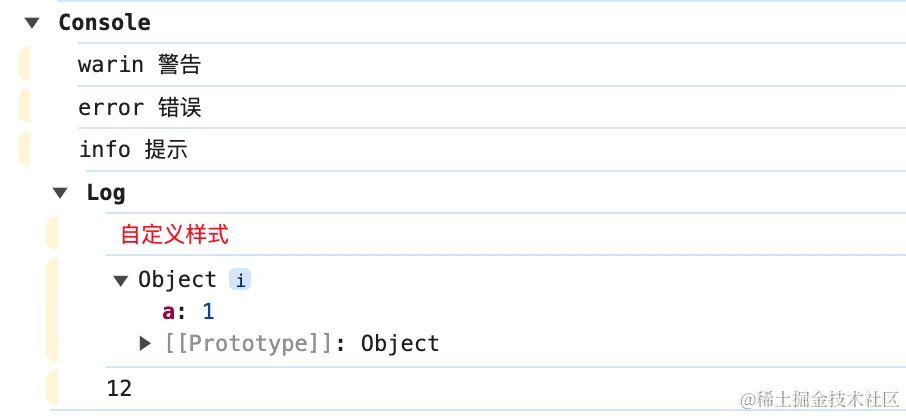 Console
warin 警告
error 错误
info 提示
Log
自定义样式
Object i
a: 1
[[Prototype]]: Object
12
@稀土掘金技术社区